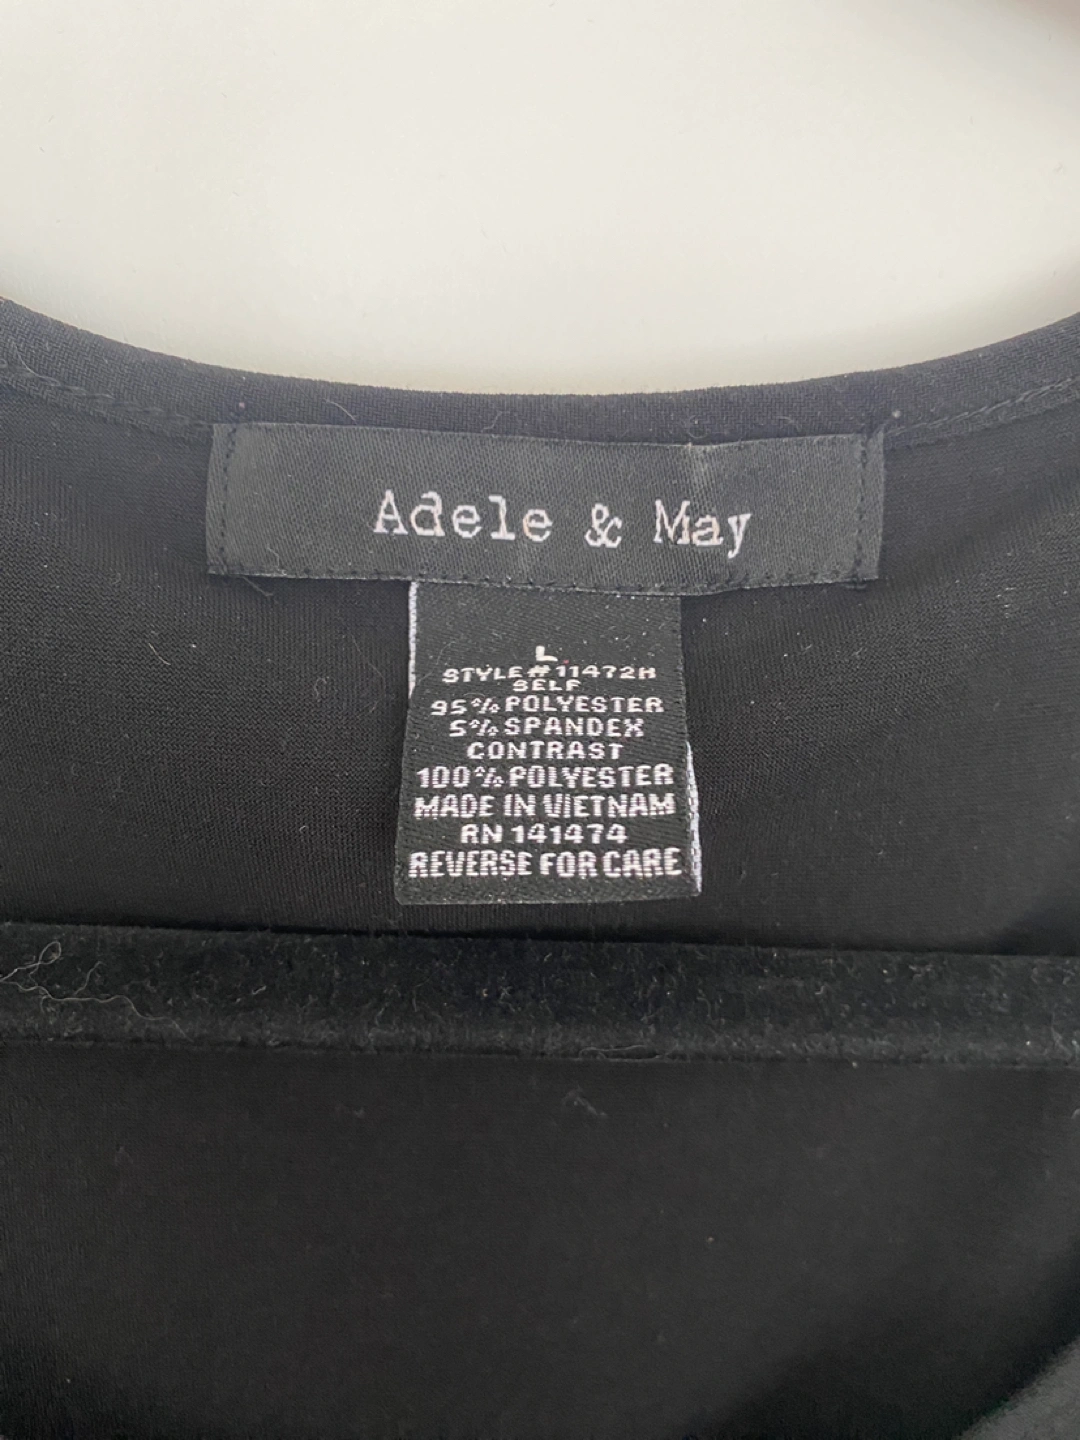 Adele & May
L
STYLE#11472H
SELF
95%POLYESTER
5%SPANDEX
CONTRAST
100%POLYESTER
MADE IN VIETNAM
RN 141474
REVERSE FOR CARE